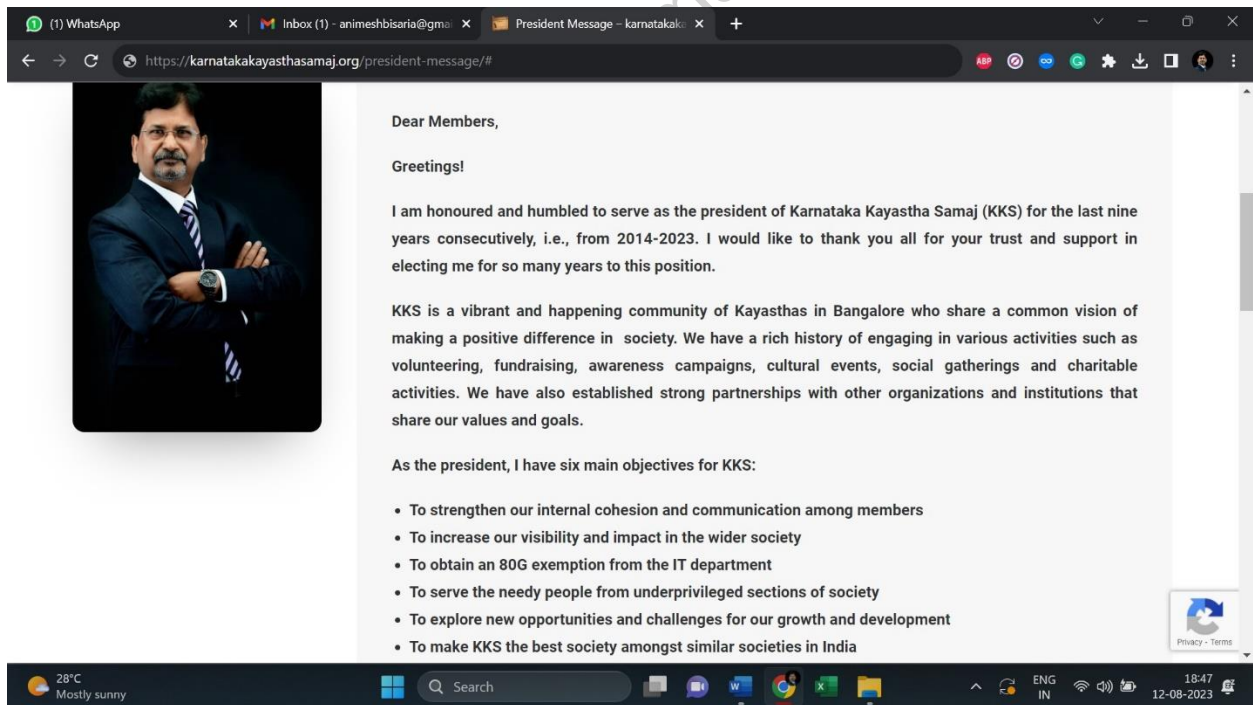 (1) WhatsApp
Inbox (1) - animeshbisaria@gmai
President Message – karnatakaka
https://karnatakakayasthasamaj.org/president-message/#
ABP
Dear Members,
Greetings!
I am honoured and humbled to serve as the president of Karnataka Kayastha Samaj (KKS) for the last nine
years consecutively, i.e., from 2014-2023. I would like to thank you all for your trust and support in
electing me for so many years to this position.
KKS is a vibrant and happening community of Kayasthas in Bangalore who share a common vision of
making a positive difference in society. We have a rich history of engaging in various activities such as
volunteering, fundraising, awareness campaigns, cultural events, social gatherings and charitable
activities. We have also established strong partnerships with other organizations and institutions that
share our values and goals.
As the president, I have six main objectives for KKS:
• To strengthen our internal cohesion and communication among members
• To increase our visibility and impact in the wider society
• To obtain an 80G exemption from the IT department
• To serve the needy people from underprivileged sections of society
• To explore new opportunities and challenges for our growth and development
• To make KKS the best society amongst similar societies in India
Privacy - Terms
28°C
Mostly sunny
Search
ENG
IN
18:47
12-08-2023